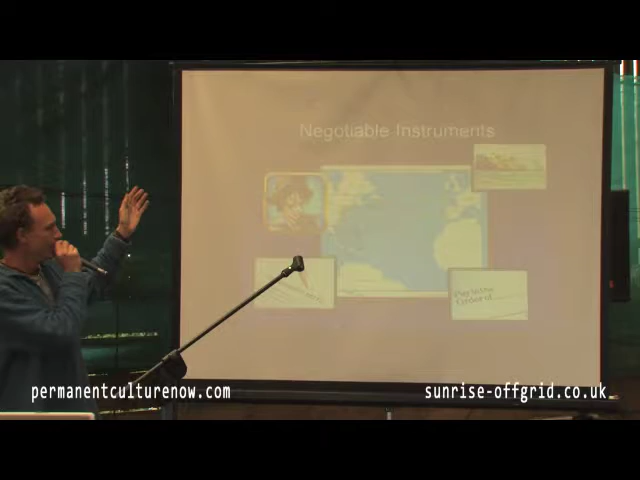 Negotiable Instruments
permanentculturenow.com
sunrise-offgrid.co.uk